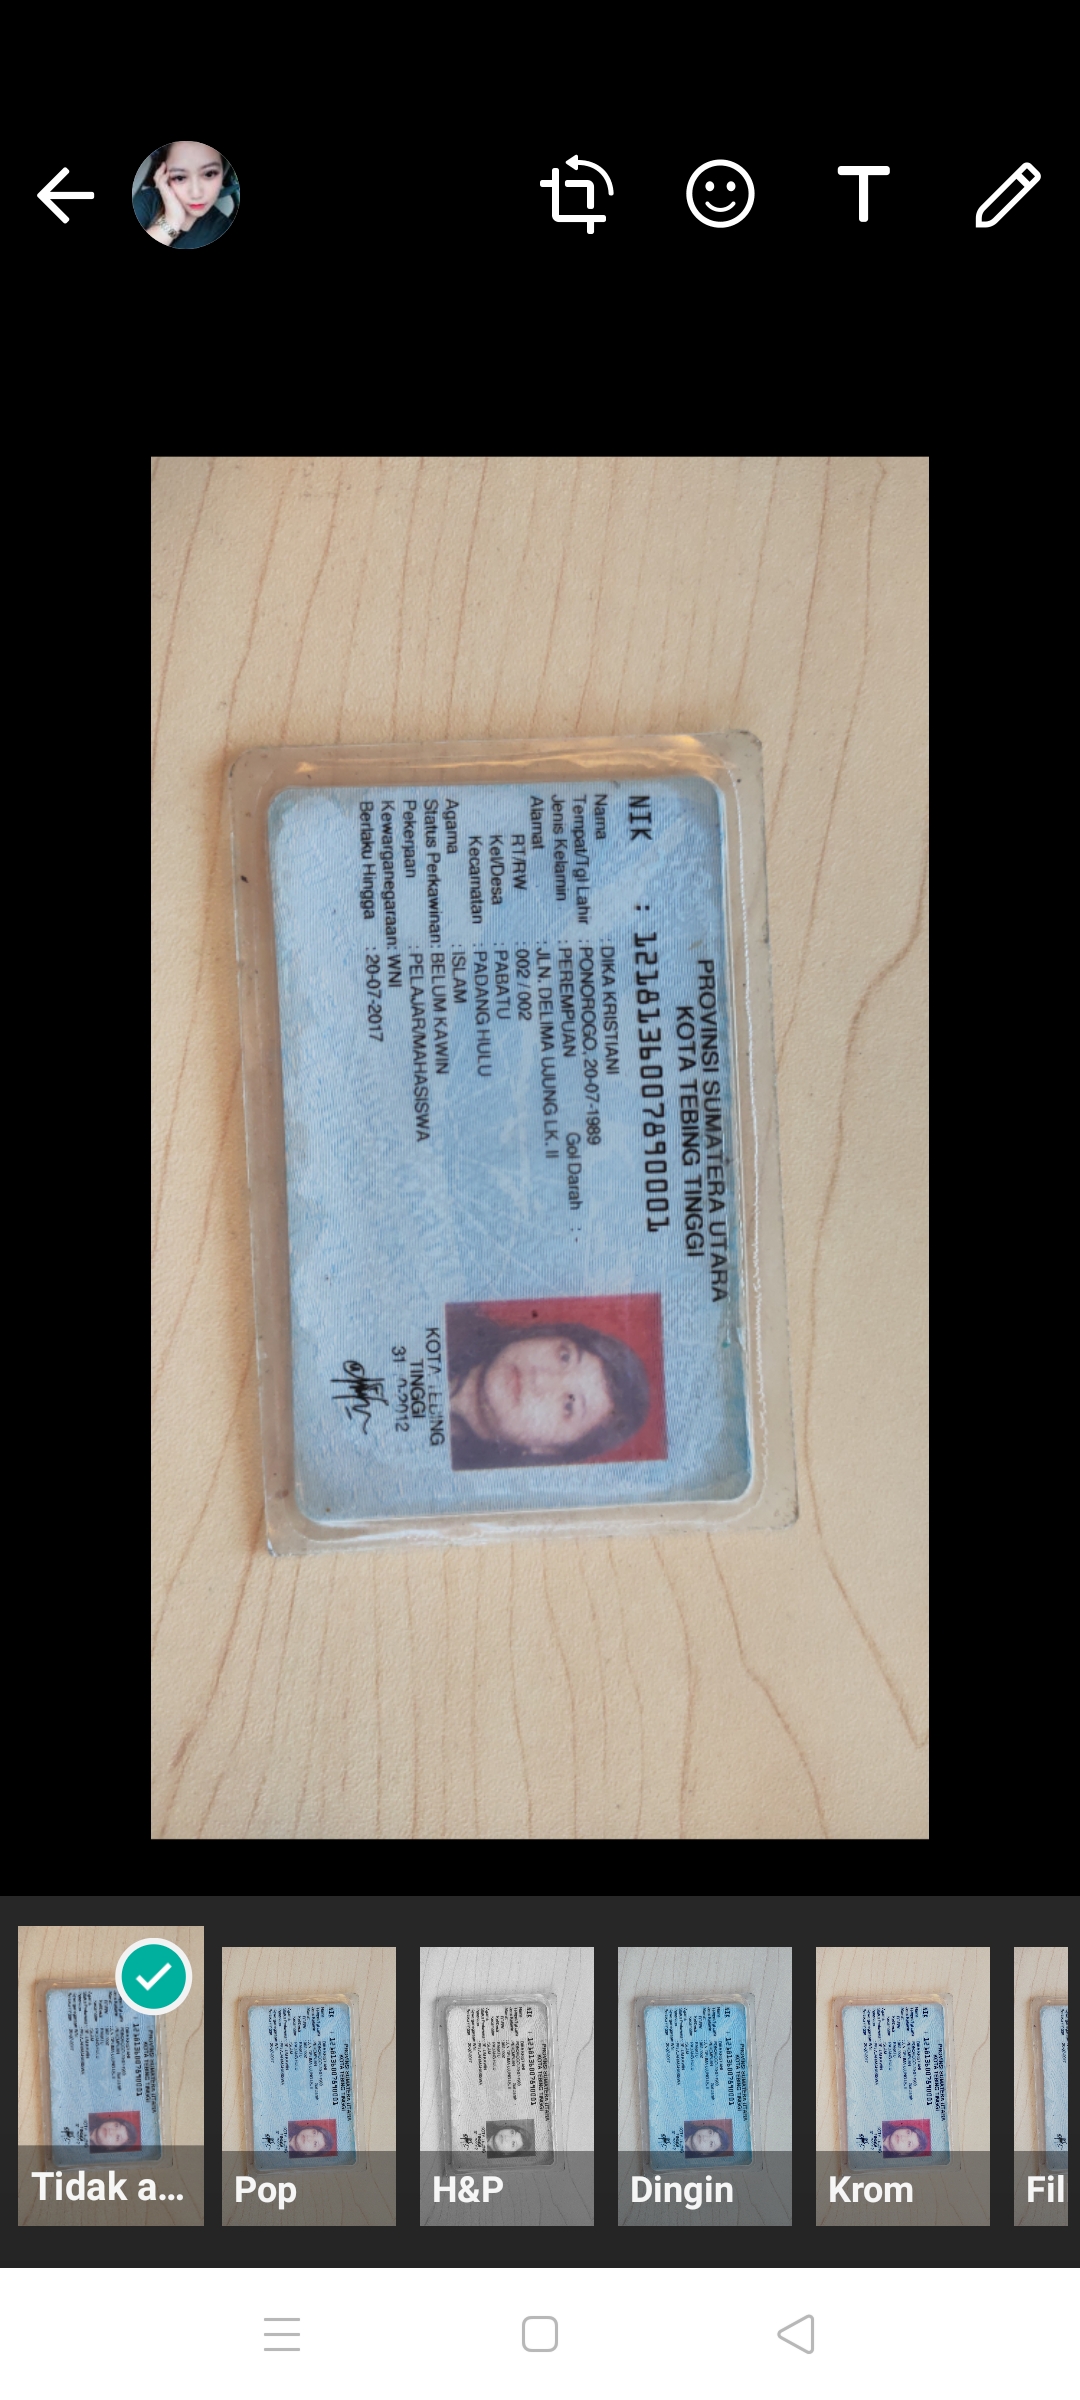 PROVINSI SUMATERA UTARA
KOTA TEBING TINGGI
NIK : 1218136007890001
Nama : DIKA KRISTIANI
Tempat/Tgl Lahir : PONOROGO, 20-07-1989
Jenis Kelamin : PEREMPUAN Gol Darah :
Alamat : JLN. DELIMA UJUNG LK. II
RT/RW : 002 / 002
Kel/Desa : PABATU
Kecamatan : PADANG HULU
Agama : ISLAM
Status Perkawinan: BELUM KAWIN
Pekerjaan : PELAJAR/MAHASISWA
Kewarganegaraan: WNI
Berlaku Hingga : 20-07-2017
KOTA TEBING
TINGGI
Tidak a...
Pop
H&P
Dingin
Krom
Fil